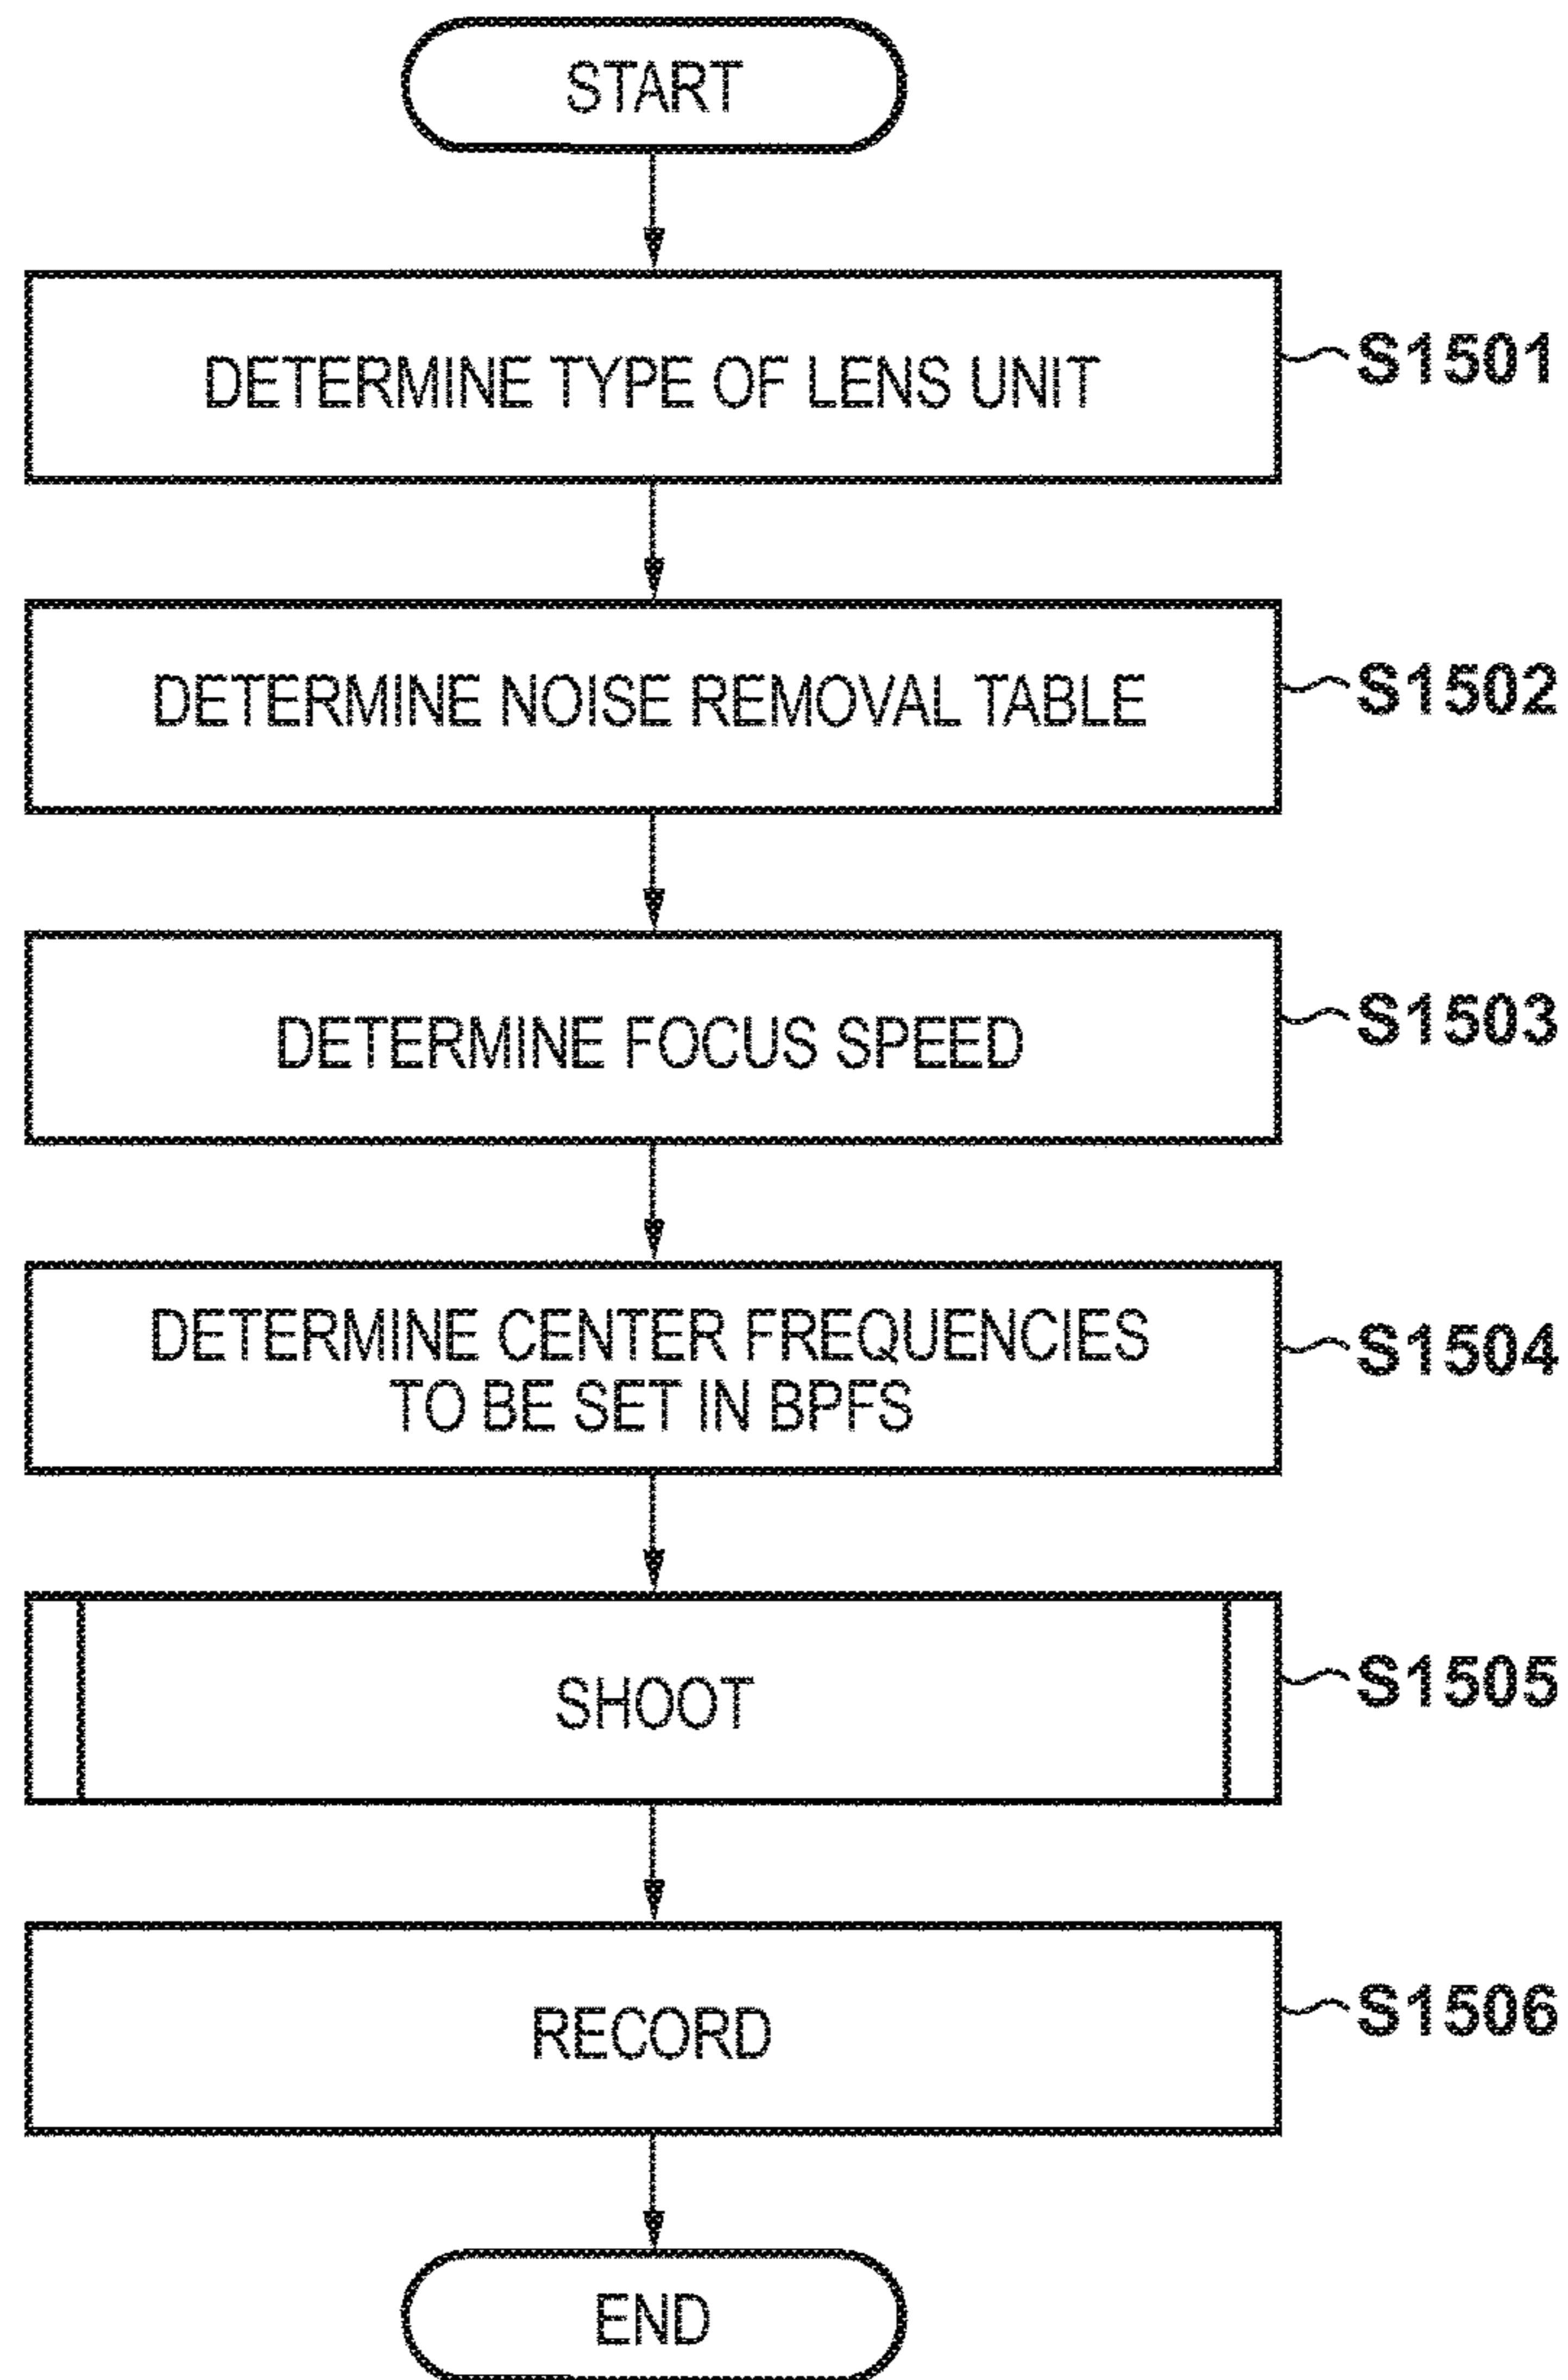 START
DETERMINE TYPE OF LENS UNIT
S1501
DETERMINE NOISE REMOVAL TABLE
S1502
DETERMINE FOCUS SPEED
S1503
DETERMINE CENTER FREQUENCIES
TO BE SET IN BPFS
S1504
SHOOT
S1505
RECORD
S1506
END